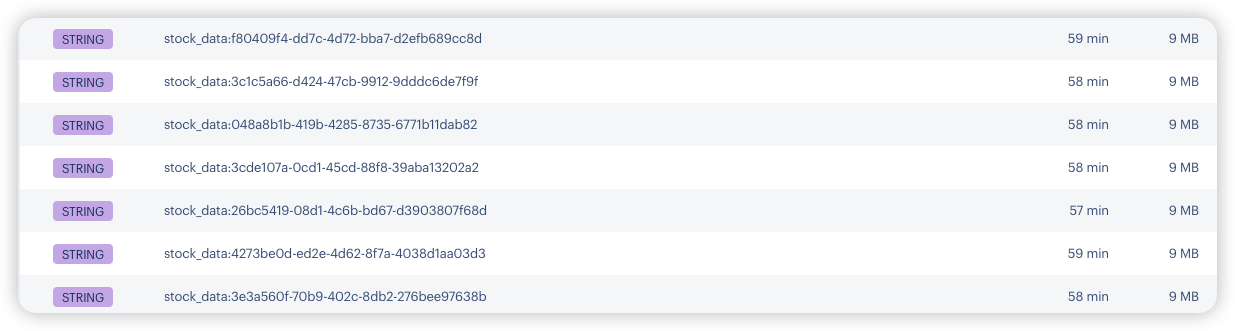 STRING stock_data:f80409f4-dd7c-4d72-bba7-d2efb689cc8d 59 min 9 MB
STRING stock_data:3c1c5a66-d424-47cb-9912-9dddc6de7f9f 58 min 9 MB
STRING stock_data:048a8b1b-419b-4285-8735-6771b11dab82 58 min 9 MB
STRING stock_data:3cde107a-0cd1-45cd-88f8-39aba13202a2 58 min 9 MB
STRING stock_data:26bc5419-08d1-4c6b-bd67-d3903807f68d 57 min 9 MB
STRING stock_data:4273be0d-ed2e-4d62-8f7a-4038d1aa03d3 59 min 9 MB
STRING stock_data:3e3a560f-70b9-402c-8db2-276bee97638b 58 min 9 MB